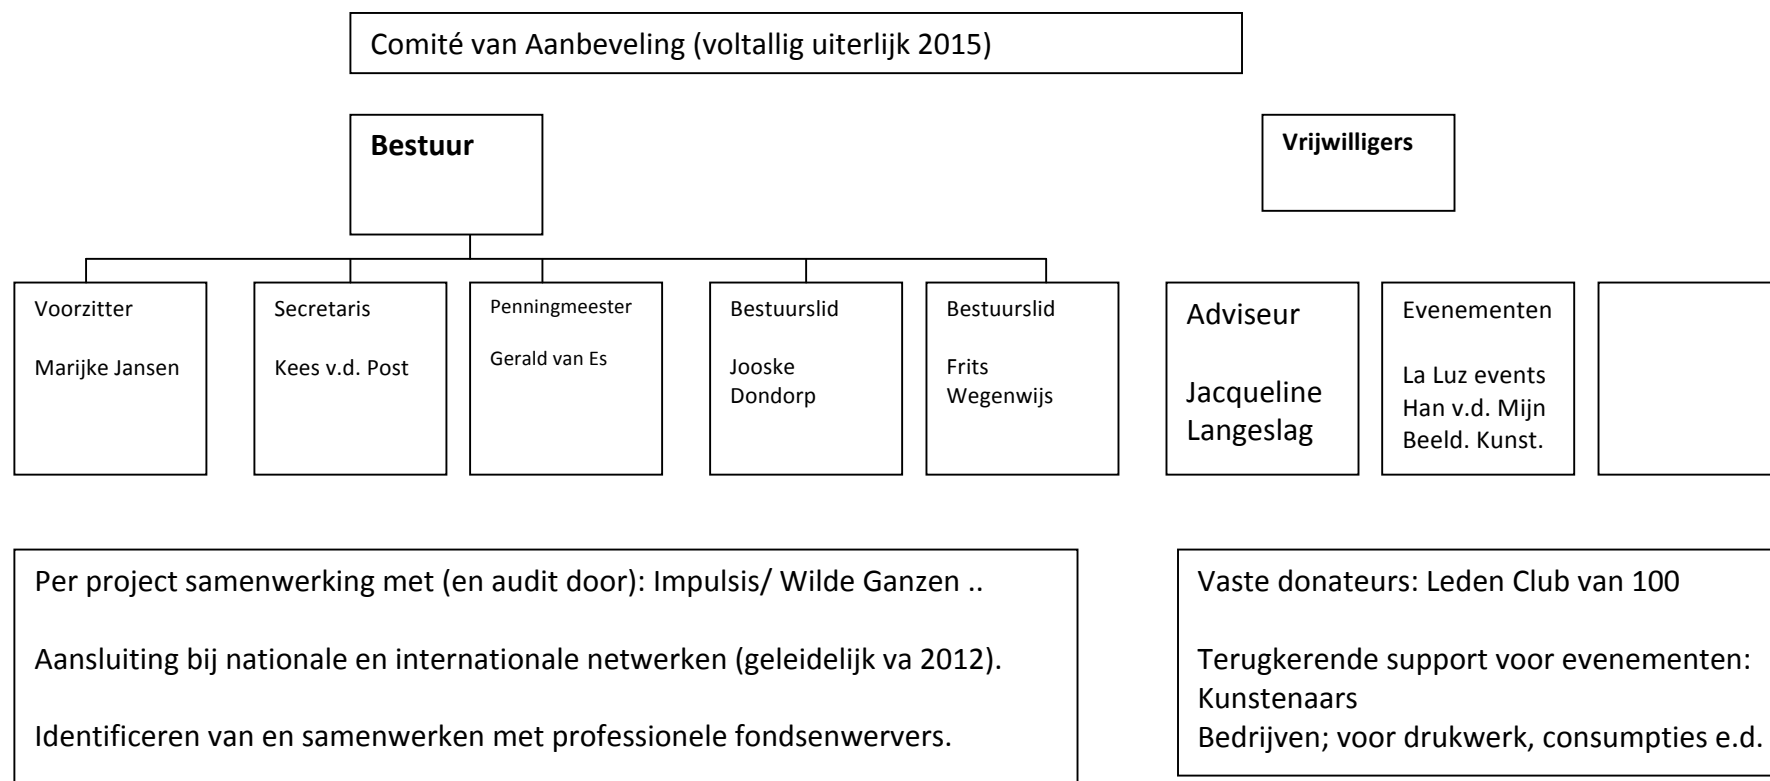 Comité van Aanbeveling (voltallig uiterlijk 2015)
Bestuur
Vrijwilligers
Voorzitter
Marijke Jansen
Secretaris
Kees v.d. Post
Penningmeester
Gerald van Es
Bestuurslid
Jooske
Dondorp
Bestuurslid
Frits
Wegenwijs
Adviseur
Jacqueline
Langeslag
Evenementen
La Luz events
Han v.d. Mijn
Beeld. Kunst.
Per project samenwerking met (en audit door): Impulsis/ Wilde Ganzen ..
Aansluiting bij nationale en internationale netwerken (geleidelijk va 2012).
Identificeren van en samenwerken met professionele fondsenwervers.
Vaste donateurs: Leden Club van 100
Terugkerende support voor evenementen:
Kunstenaars
Bedrijven; voor drukwerk, consumpties e.d.